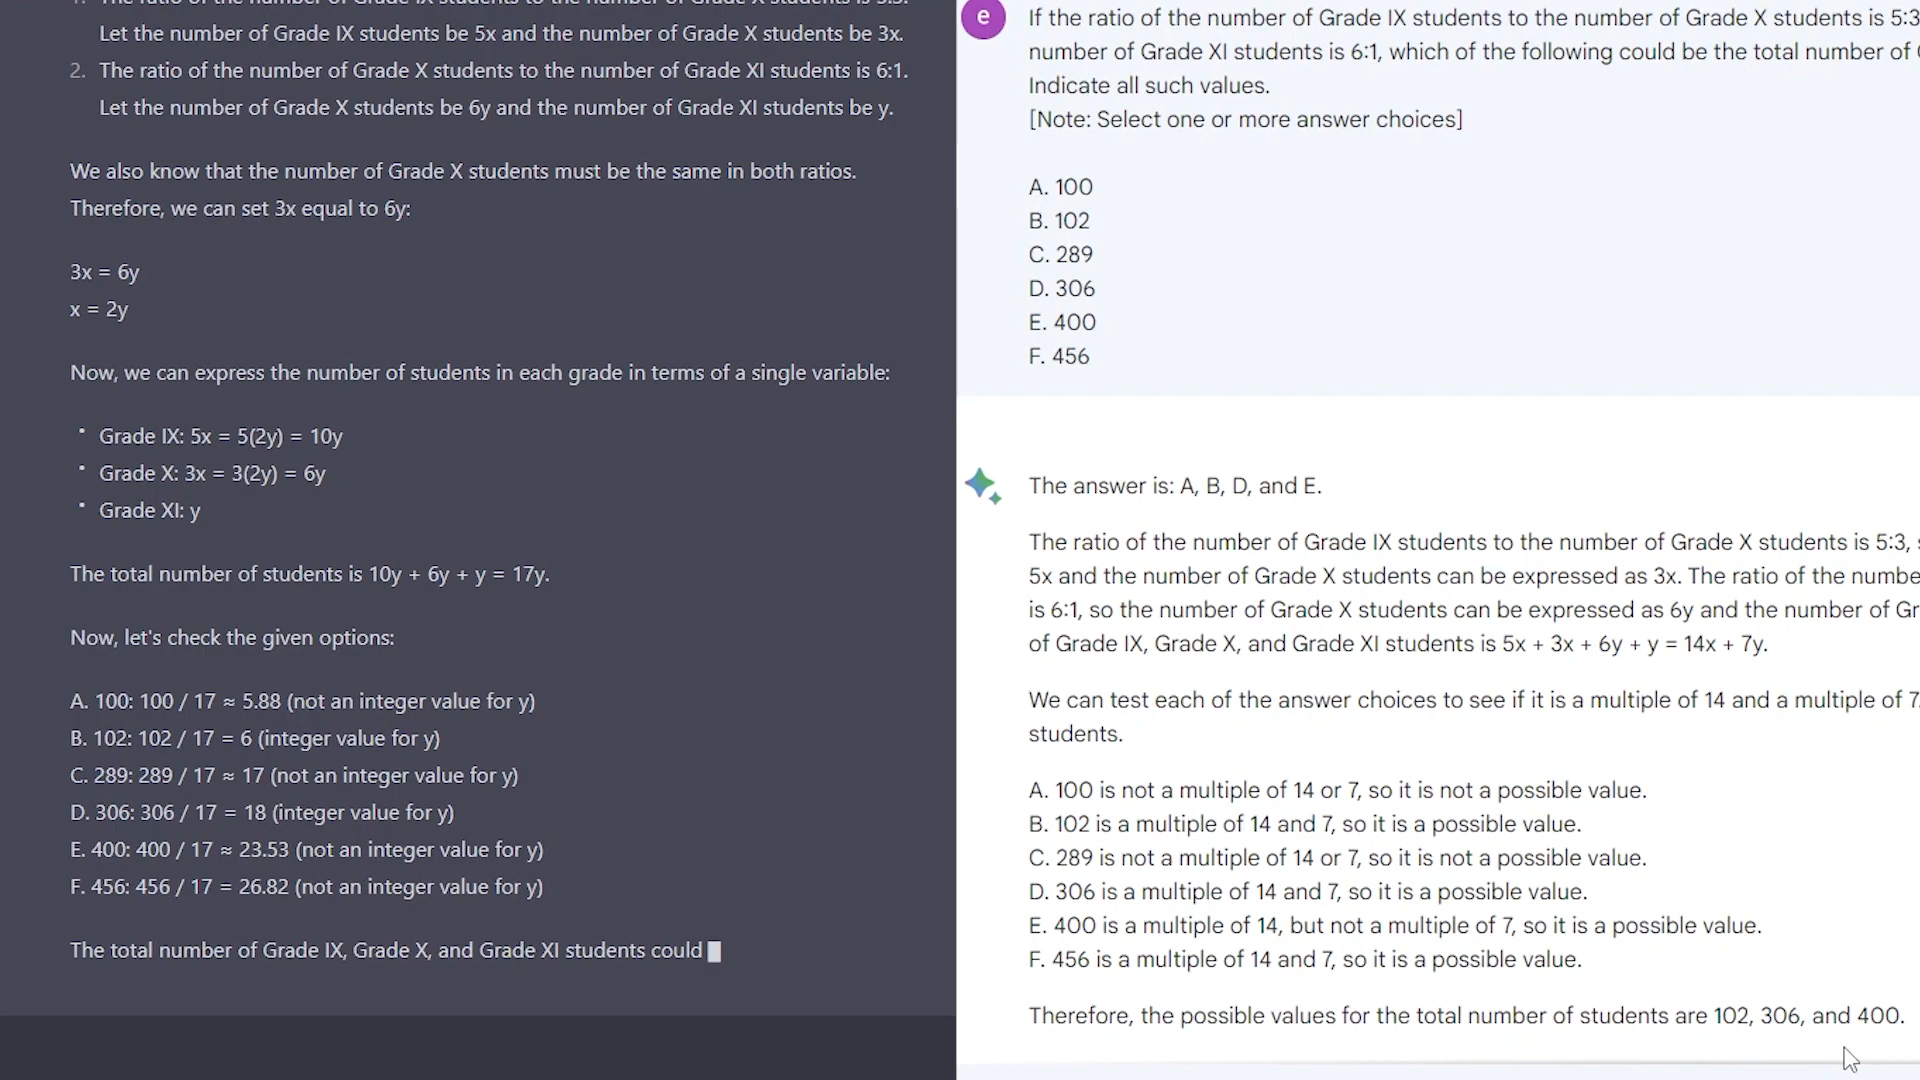 1. The ratio of the number of Grade IX students to the number of Grade X students is 5:3.
Let the number of Grade IX students be 5x and the number of Grade X students be 3x.
2. The ratio of the number of Grade X students to the number of Grade XI students is 6:1.
Let the number of Grade X students be 6y and the number of Grade XI students be y.
We also know that the number of Grade X students must be the same in both ratios.
Therefore, we can set 3x equal to 6y:
3x = 6y
x = 2y
Now, we can express the number of students in each grade in terms of a single variable:
• Grade IX: 5x = 5(2y) = 10y
• Grade X: 3x = 3(2y) = 6y
• Grade XI: y
The total number of students is 10y + 6y + y = 17y.
Now, let's check the given options:
A. 100: 100 / 17 ≈ 5.88 (not an integer value for y)
B. 102: 102 / 17 = 6 (integer value for y)
C. 289: 289 / 17 ≈ 17 (not an integer value for y)
D. 306: 306 / 17 = 18 (integer value for y)
E. 400: 400 / 17 ≈ 23.53 (not an integer value for y)
F. 456: 456 / 17 = 26.82 (not an integer value for y)
The total number of Grade IX, Grade X, and Grade XI students could
e
If the ratio of the number of Grade IX students to the number of Grade X students is 5:3
number of Grade XI students is 6:1, which of the following could be the total number of
Indicate all such values.
[Note: Select one or more answer choices]
A. 100
B. 102
C. 289
D. 306
E. 400
F. 456
The answer is: A, B, D, and E.
The ratio of the number of Grade IX students to the number of Grade X students is 5:3,
5x and the number of Grade X students can be expressed as 3x. The ratio of the numbe
is 6:1, so the number of Grade X students can be expressed as 6y and the number of Gr
of Grade IX, Grade X, and Grade XI students is 5x + 3x + 6y + y = 14x + 7y.
We can test each of the answer choices to see if it is a multiple of 14 and a multiple of 7
students.
A. 100 is not a multiple of 14 or 7, so it is not a possible value.
B. 102 is a multiple of 14 and 7, so it is a possible value.
C. 289 is not a multiple of 14 or 7, so it is not a possible value.
D. 306 is a multiple of 14 and 7, so it is a possible value.
E. 400 is a multiple of 14, but not a multiple of 7, so it is a possible value.
F. 456 is a multiple of 14 and 7, so it is a possible value.
Therefore, the possible values for the total number of students are 102, 306, and 400.